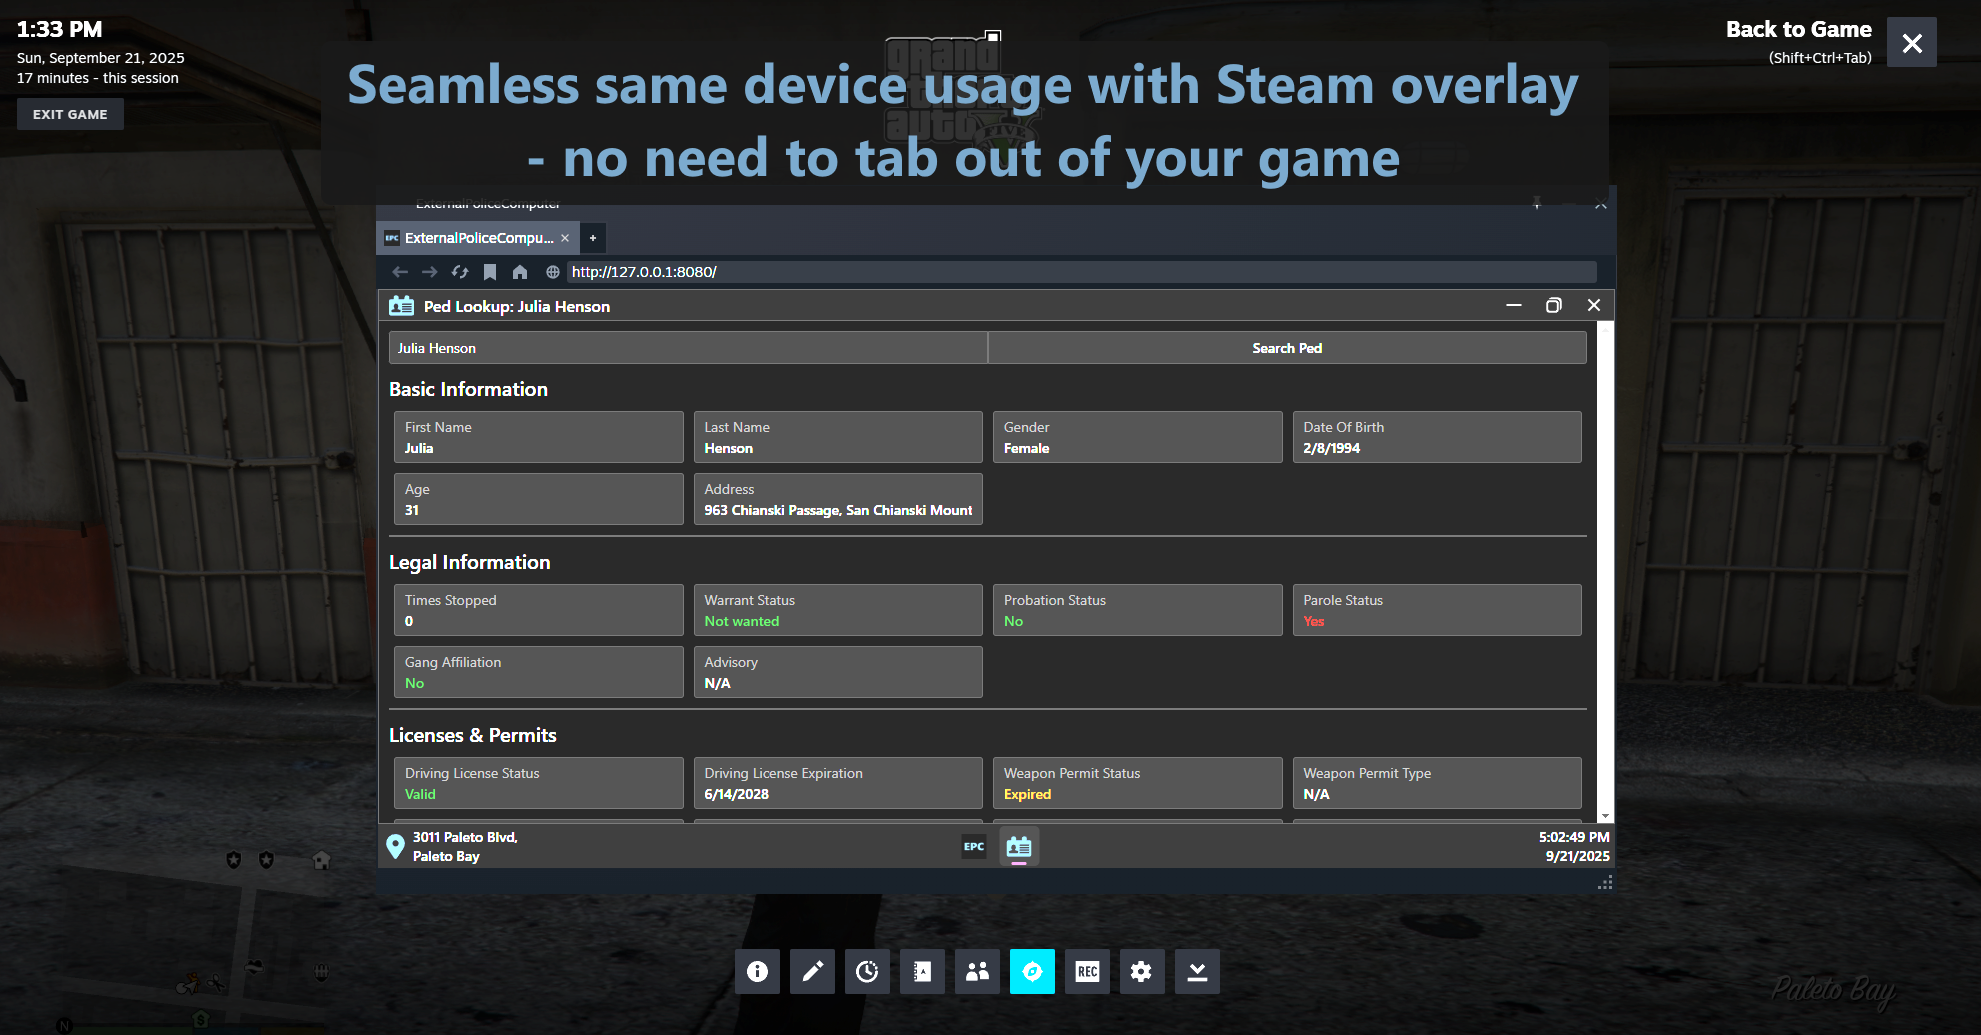 1:33 PM
Sun, September 21, 2025
17 minutes - this session
EXIT GAME
Back to Game
(Shift+Ctrl+Tab)
grand
theft
auto
FIVE
Seamless same device usage with Steam overlay
- no need to tab out of your game
ExternalPoliceComputer
EPC ExternalPoliceCompu...
http://127.0.0.1:8080/
Ped Lookup: Julia Henson
Julia Henson
Search Ped
Basic Information
First Name
Julia
Last Name
Henson
Gender
Female
Date Of Birth
2/8/1994
Age
31
Address
963 Chianski Passage, San Chianski Mount
Legal Information
Times Stopped
0
Warrant Status
Not wanted
Probation Status
No
Parole Status
Yes
Gang Affiliation
No
Advisory
N/A
Licenses & Permits
Driving License Status
Valid
Driving License Expiration
6/14/2028
Weapon Permit Status
Expired
Weapon Permit Type
N/A
3011 Paleto Blvd,
Paleto Bay
EPC
5:02:49 PM
9/21/2025
REC
Paleto Bay
N